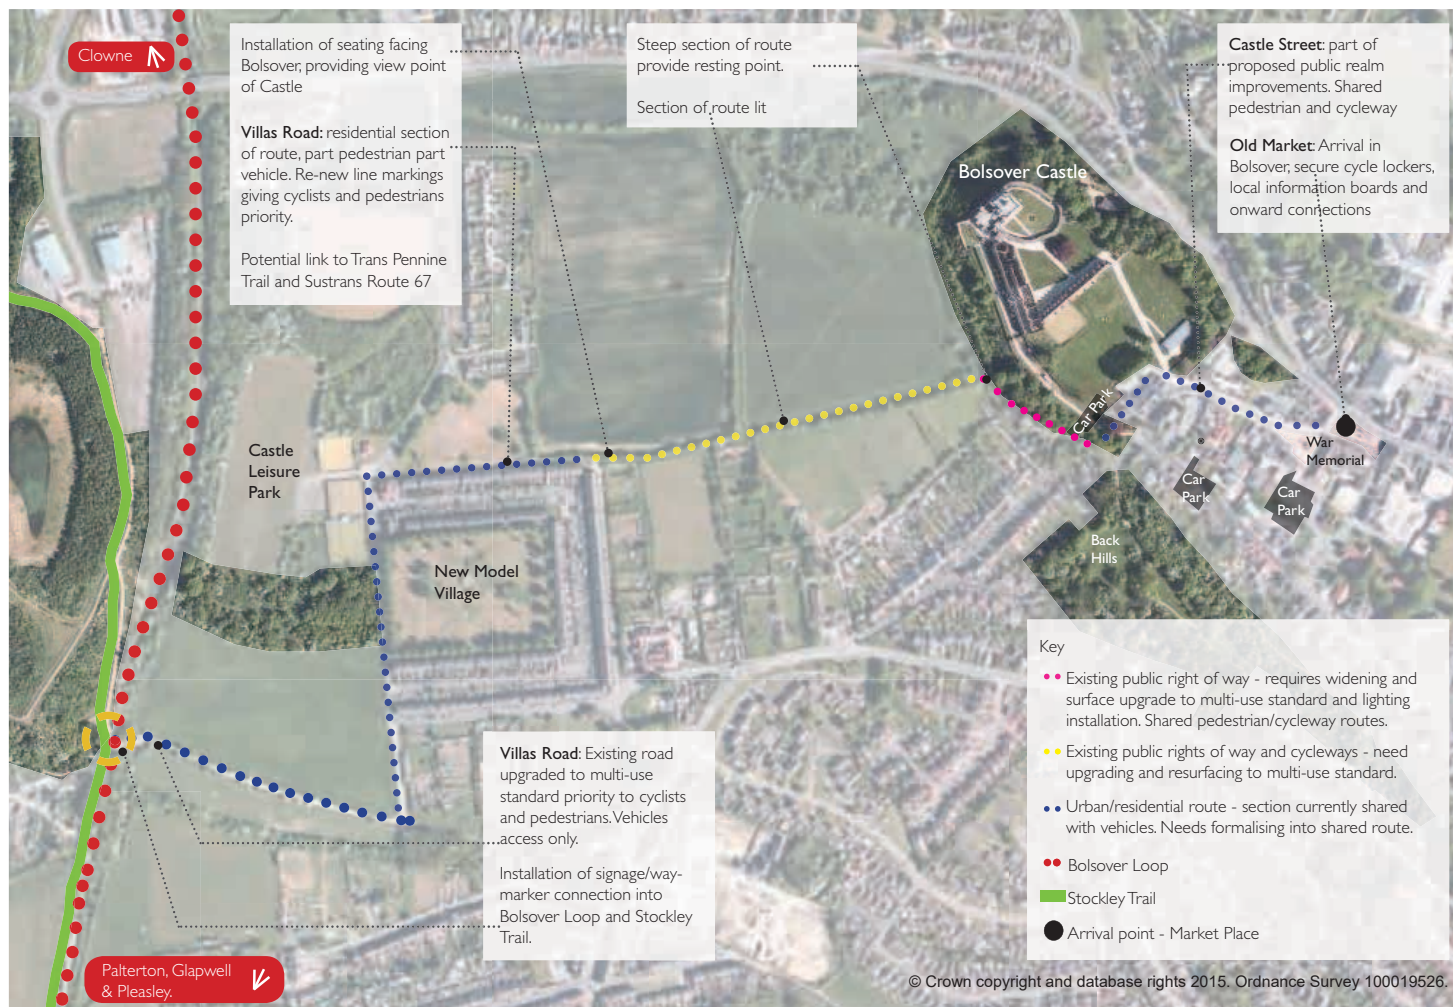 Clowne
Installation of seating facing
Bolsover, providing view point
of Castle
Villas Road: residential section
of route, part pedestrian part
vehicle. Re-new line markings
giving cyclists and pedestrians
priority.
Potential link to Trans Pennine
Trail and Sustrans Route 67
Steep section of route
provide resting point.
Section of route lit
Castle Street: part of
proposed public realm
improvements. Shared
pedestrian and cycleway
Old Market: Arrival in
Bolsover, secure cycle lockers,
local information boards and
onward connections
Bolsover Castle
Car Park
War
Memorial
Car
Park
Car
Park
Back
Hills
Castle
Leisure
Park
New Model
Village
Villas Road: Existing road
upgraded to multi-use
standard priority to cyclists
and pedestrians. Vehicles
access only.
Installation of signage/way-
marker connection into
Bolsover Loop and Stockley
Trail.
Key
Existing public right of way - requires widening and
surface upgrade to multi-use standard and lighting
installation. Shared pedestrian/cycleway routes.
Existing public rights of way and cycleways - need
upgrading and resurfacing to multi-use standard.
Urban/residential route - section currently shared
with vehicles. Needs formalising into shared route.
Bolsover Loop
Stockley Trail
Arrival point - Market Place
Palterton, Glapwell
& Pleasley.
© Crown copyright and database rights 2015. Ordnance Survey 100019526.